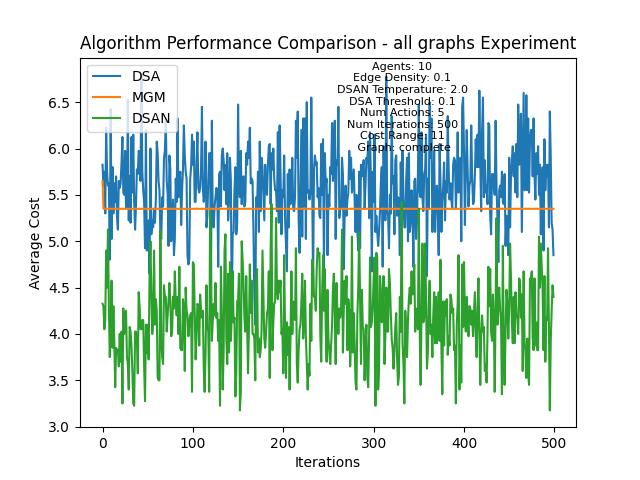 Algorithm Performance Comparison - all graphs Experiment
DSA
MGM
DSAN
Agents: 10
Edge Density: 0.1
DSAN Temperature: 2.0
DSA Threshold: 0.1
Num Actions: 5
Num Iterations: 500
Cost Range: 11
Graph: complete
Average Cost
6.5
6.0
5.5
5.0
4.5
4.0
3.5
3.0
0 100 200 300 400 500
Iterations